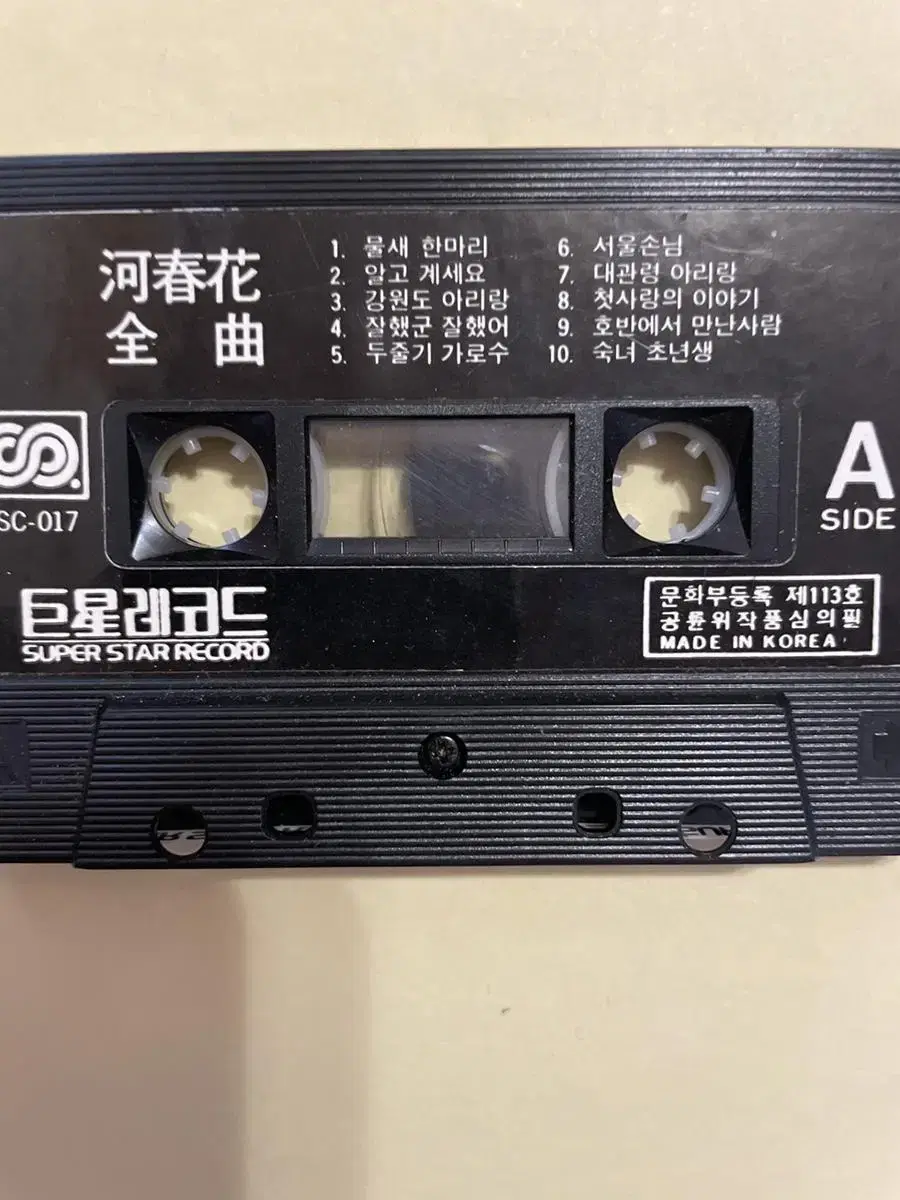 河春花
全 曲
1. 물새 한마리
2. 알고 계세요
3. 강원도 아리랑
4. 잘했군 잘했어
5. 두줄기 가로수
6. 서울손님
7. 대관령 아리랑
8. 첫사랑의 이야기
9. 호반에서 만난사람
10. 숙녀 초년생
SC-017
A
SIDE
巨星레코드
SUPER STAR RECORD
문화부등록 제113호
공륜위작품심의필
MADE IN KOREA